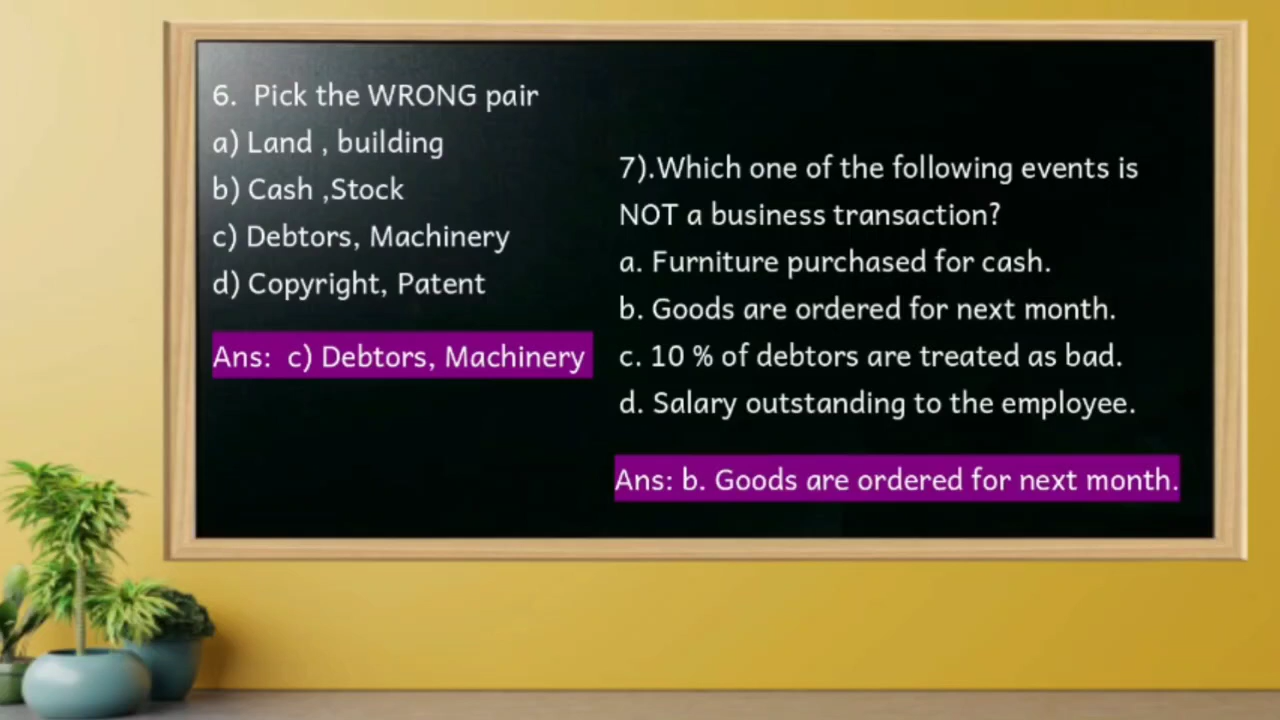 6.  Pick the WRONG pair
a) Land , building
b) Cash ,Stock
c) Debtors, Machinery
d) Copyright, Patent
Ans:  c) Debtors, Machinery
7).Which one of the following events is
NOT a business transaction?
a. Furniture purchased for cash.
b. Goods are ordered for next month.
c. 10 % of debtors are treated as bad.
d. Salary outstanding to the employee.
Ans: b. Goods are ordered for next month.